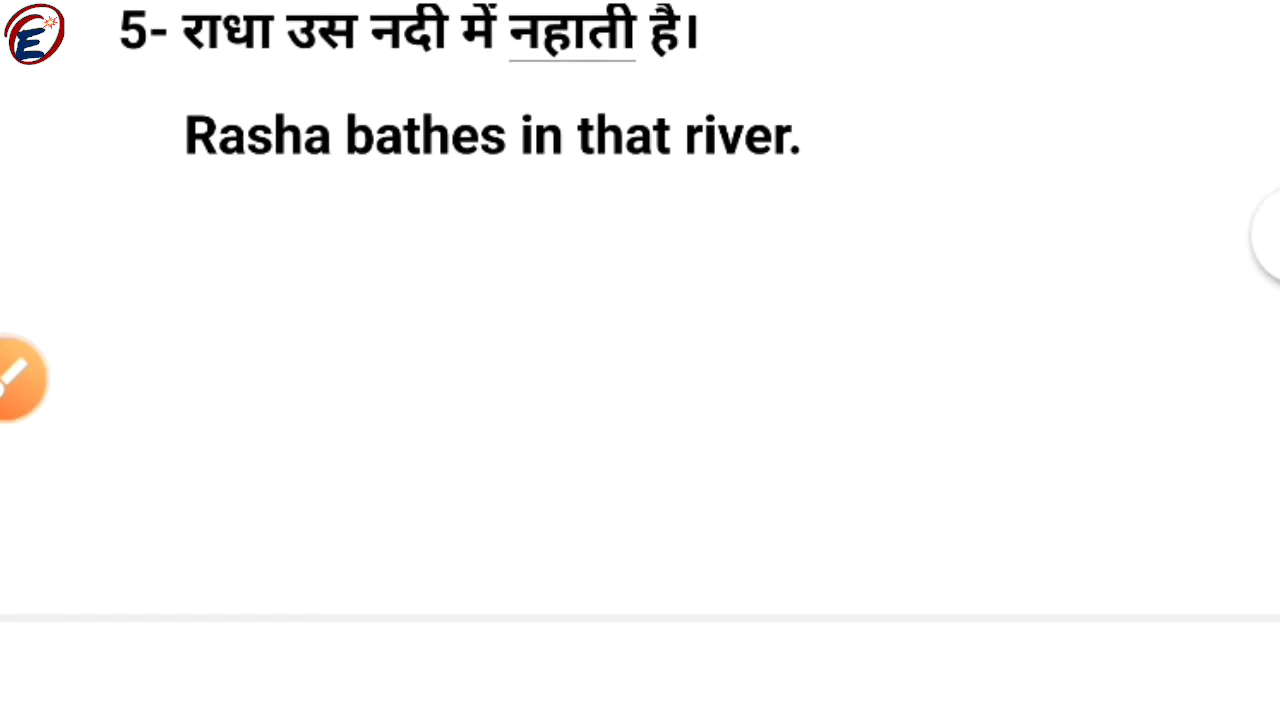 5- राधा उस नदी में नहाती है।
Rasha bathes in that river.
E